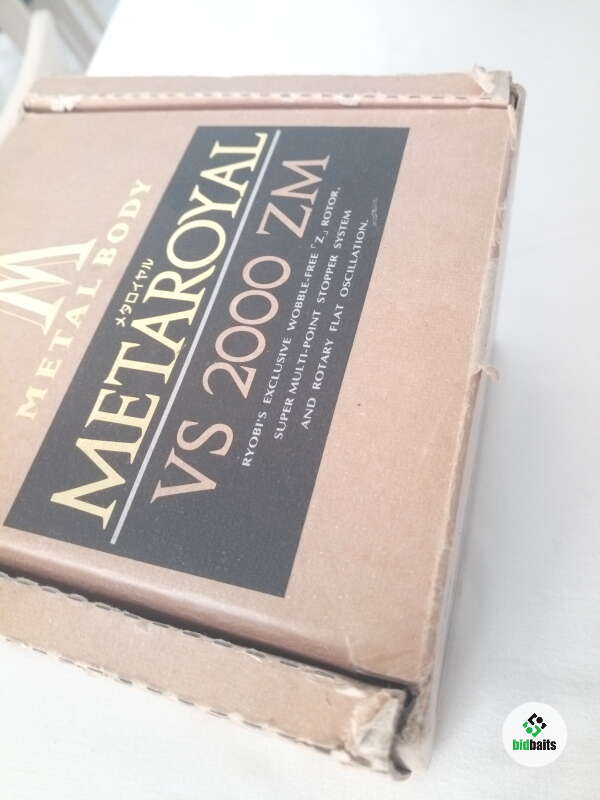 M
METAL BODY
メタロイヤル
METAROYAL
VS 2000 ZM
RYOBI'S EXCLUSIVE WOBBLE-FREE「Z」ROTOR,
SUPER MULTI-POINT STOPPER SYSTEM
AND ROTARY FLAT OSCILLATION.
bidbaits